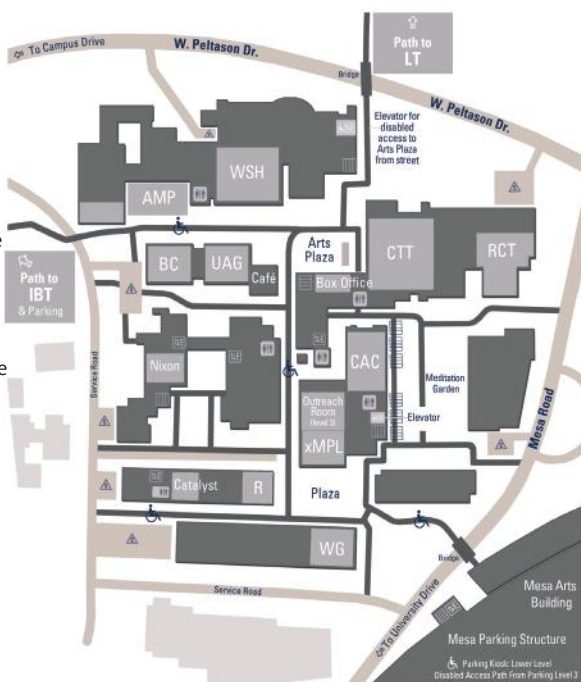 To Campus Drive
W. Peltason Dr.
Path to
LT
Bridge
W. Peltason Dr.
Elevator for
disabled
access to
Arts Plaza
from street
WSH
AMP
Arts
Plaza
CTT
RCT
e
BC
UAG
Café
Box Office
Path to
IBT
& Parking
Service Road
Nixon
CAC
Meditation
Garden
Mesa Road
e
Outreach
Room
(level 3)
Elevator
xMPL
Catalyst
R
Plaza
WG
Bridge
Service Road
To University Drive
Mesa Arts
Building
Mesa Parking Structure
Parking Kiosk: Lower Level
Disabled Access Path From Parking Level 3